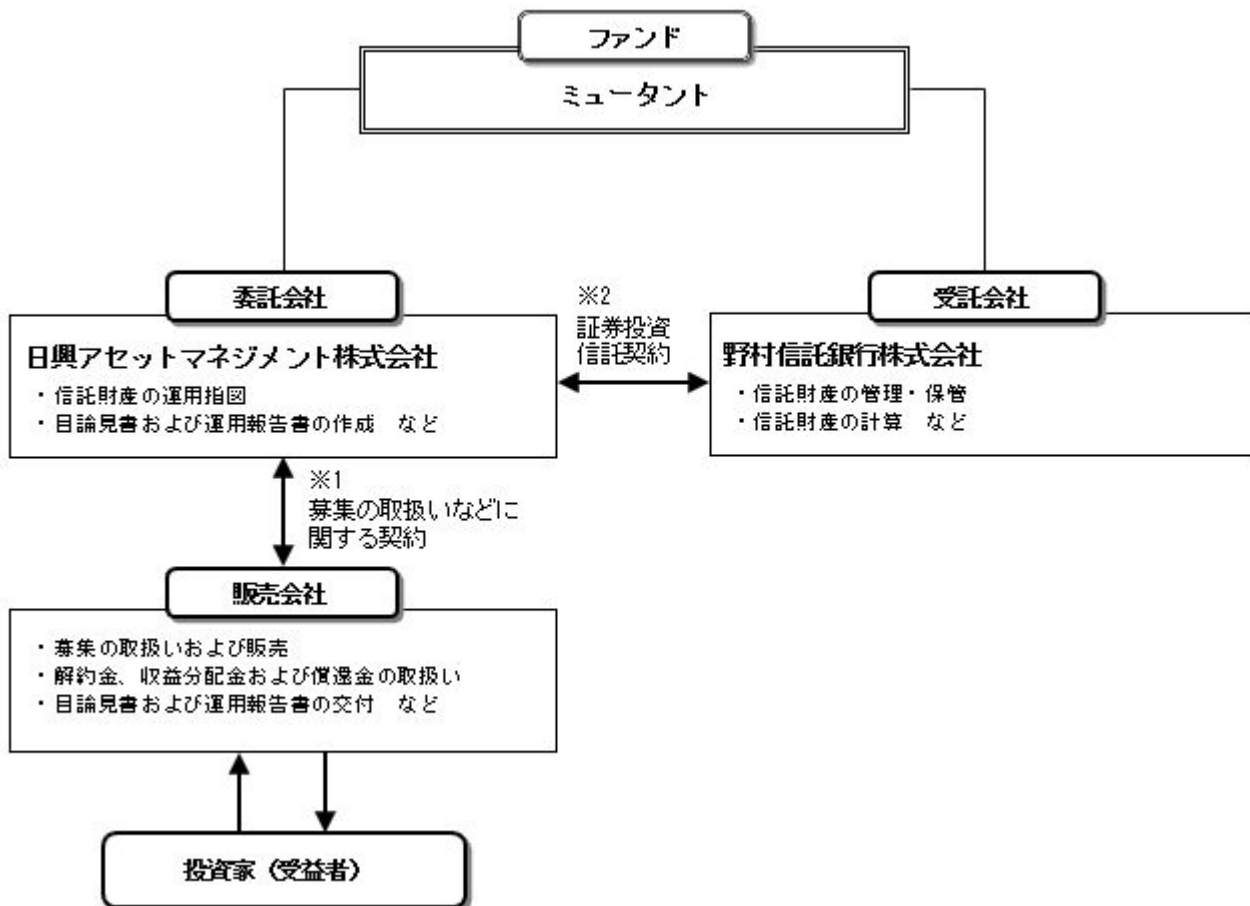 ファンド
ミュータント
委託会社
日興アセットマネジメント株式会社
・信託財産の運用指図
・目論見書および運用報告書の作成　など
※2
証券投資
信託契約
受託会社
野村信託銀行株式会社
・信託財産の管理・保管
・信託財産の計算　など
※1
募集の取扱いなどに
関する契約
販売会社
・募集の取扱いおよび販売
・解約金、収益分配金および償還金の取扱い
・目論見書および運用報告書の交付　など
投資家（受益者）